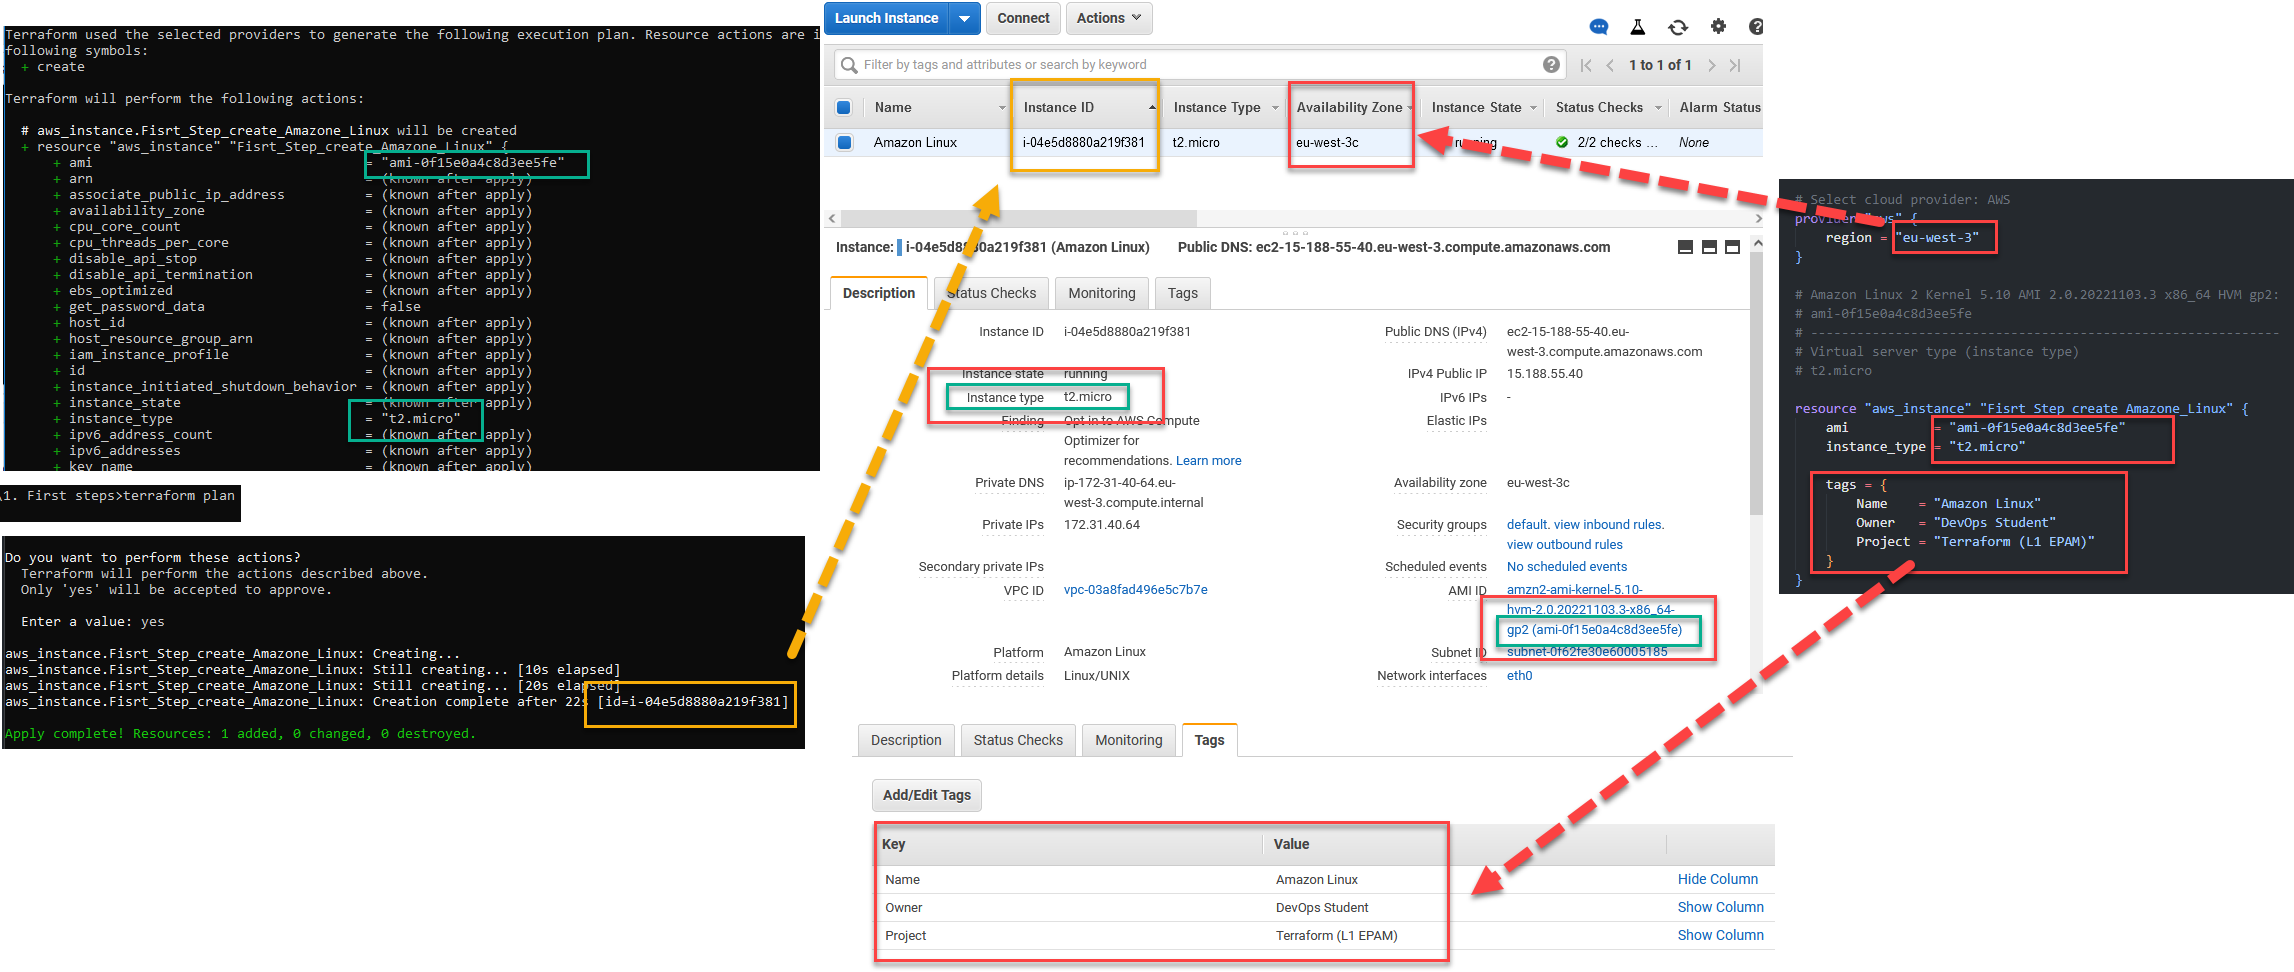 Terraform used the selected providers to generate the following execution plan. Resource actions are i
following symbols:
+ create
Terraform will perform the following actions:
# aws_instance.Fisrt_Step_create_Amazone_Linux will be created
+ resource "aws_instance" "Fisrt_Step_create_Amazone_Linux" {
+ ami = "ami-0f15e0a4c8d3ee5fe"
+ arn = (known after apply)
+ associate_public_ip_address = (known after apply)
+ availability_zone = (known after apply)
+ cpu_core_count = (known after apply)
+ cpu_threads_per_core = (known after apply)
+ disable_api_stop = (known after apply)
+ disable_api_termination = (known after apply)
+ ebs_optimized = (known after apply)
+ get_password_data = false
+ host_id = (known after apply)
+ host_resource_group_arn = (known after apply)
+ iam_instance_profile = (known after apply)
+ id = (known after apply)
+ instance_initiated_shutdown_behavior = (known after apply)
+ instance_state = (known after apply)
+ instance_type = "t2.micro"
+ ipv6_address_count = (known after apply)
+ ipv6_addresses = (known after apply)
+ key_name = (known after apply)
\1. First steps>terraform plan
Do you want to perform these actions?
Terraform will perform the actions described above.
Only 'yes' will be accepted to approve.
Enter a value: yes
aws_instance.Fisrt_Step_create_Amazone_Linux: Creating...
aws_instance.Fisrt_Step_create_Amazone_Linux: Still creating... [10s elapsed]
aws_instance.Fisrt_Step_create_Amazone_Linux: Still creating... [20s elapsed]
aws_instance.Fisrt_Step_create_Amazone_Linux: Creation complete after 22s [id=i-04e5d8880a219f381]
Apply complete! Resources: 1 added, 0 changed, 0 destroyed.
Launch Instance Connect Actions
Filter by tags and attributes or search by keyword 1 to 1 of 1
Name Instance ID Instance Type Availability Zone Instance State Status Checks Alarm Status
Amazon Linux i-04e5d8880a219f381 t2.micro eu-west-3c running 2/2 checks ... None
Instance: i-04e5d8880a219f381 (Amazon Linux) Public DNS: ec2-15-188-55-40.eu-west-3.compute.amazonaws.com
Description Status Checks Monitoring Tags
Instance ID i-04e5d8880a219f381
Instance state running
Instance type t2.micro
Finding Opt in to AWS Compute
Optimizer for
recommendations. Learn more
Private DNS ip-172-31-40-64.eu-
west-3.compute.internal
Private IPs 172.31.40.64
Secondary private IPs
VPC ID vpc-03a8fad496e5c7b7e
Platform Amazon Linux
Platform details Linux/UNIX
Public DNS (IPv4) ec2-15-188-55-40.eu-
west-3.compute.amazonaws.com
IPv4 Public IP 15.188.55.40
IPv6 IPs -
Elastic IPs
Availability zone eu-west-3c
Security groups default. view inbound rules.
view outbound rules
Scheduled events No scheduled events
AMI ID amzn2-ami-kernel-5.10-
hvm-2.0.20221103.3-x86_64-
gp2 (ami-0f15e0a4c8d3ee5fe)
Subnet ID subnet-0f62fe30e60005185
Network interfaces eth0
Description Status Checks Monitoring Tags
Add/Edit Tags
Key Value
Name Amazon Linux Hide Column
Owner DevOps Student Show Column
Project Terraform (L1 EPAM) Show Column
# Select cloud provider: AWS
provider "aws" {
region = "eu-west-3"
}
# Amazon Linux 2 Kernel 5.10 AMI 2.0.20221103.3 x86_64 HVM gp2:
# ami-0f15e0a4c8d3ee5fe
# -------------------------------------------------------------
# Virtual server type (instance type)
# t2.micro
resource "aws_instance" "Fisrt_Step_create_Amazone_Linux" {
ami = "ami-0f15e0a4c8d3ee5fe"
instance_type = "t2.micro"
tags = {
Name = "Amazon Linux"
Owner = "DevOps Student"
Project = "Terraform (L1 EPAM)"
}
}